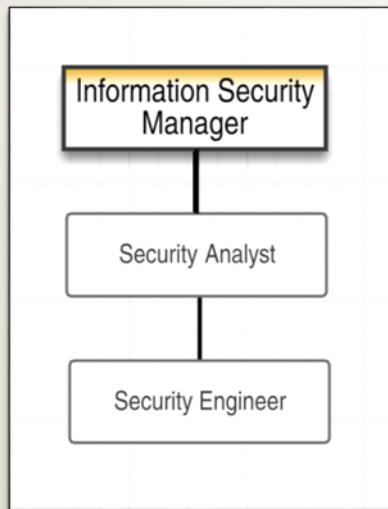 Information Security
Manager
Security Analyst
Security Engineer